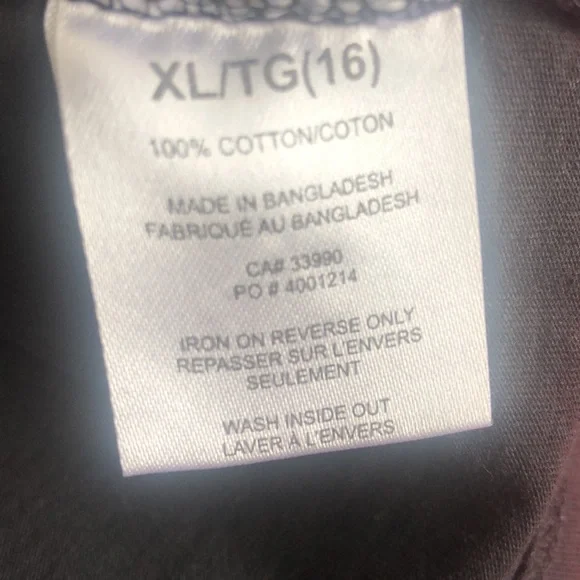 XL/TG(16)
100% COTTON/COTON
MADE IN BANGLADESH
FABRIQUÉ AU BANGLADESH
CA# 33990
PO # 4001214
IRON ON REVERSE ONLY
REPASSER SUR L'ENVERS
SEULEMENT
WASH INSIDE OUT
LAVER À L'ENVERS